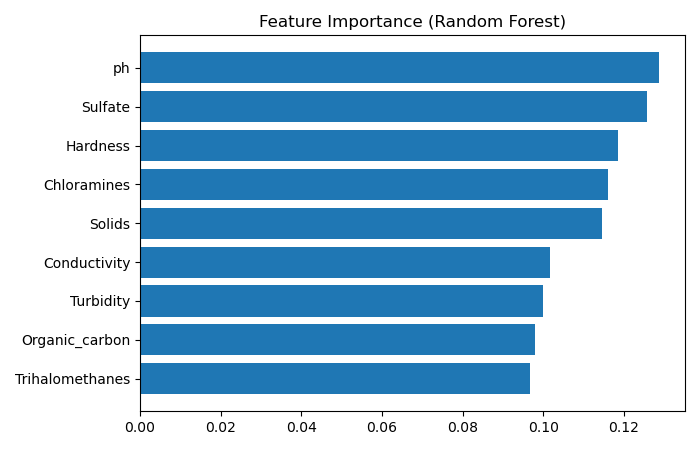 Feature Importance (Random Forest)
ph
Sulfate
Hardness
Chloramines
Solids
Conductivity
Turbidity
Organic_carbon
Trihalomethanes
0.00 0.02 0.04 0.06 0.08 0.10 0.12